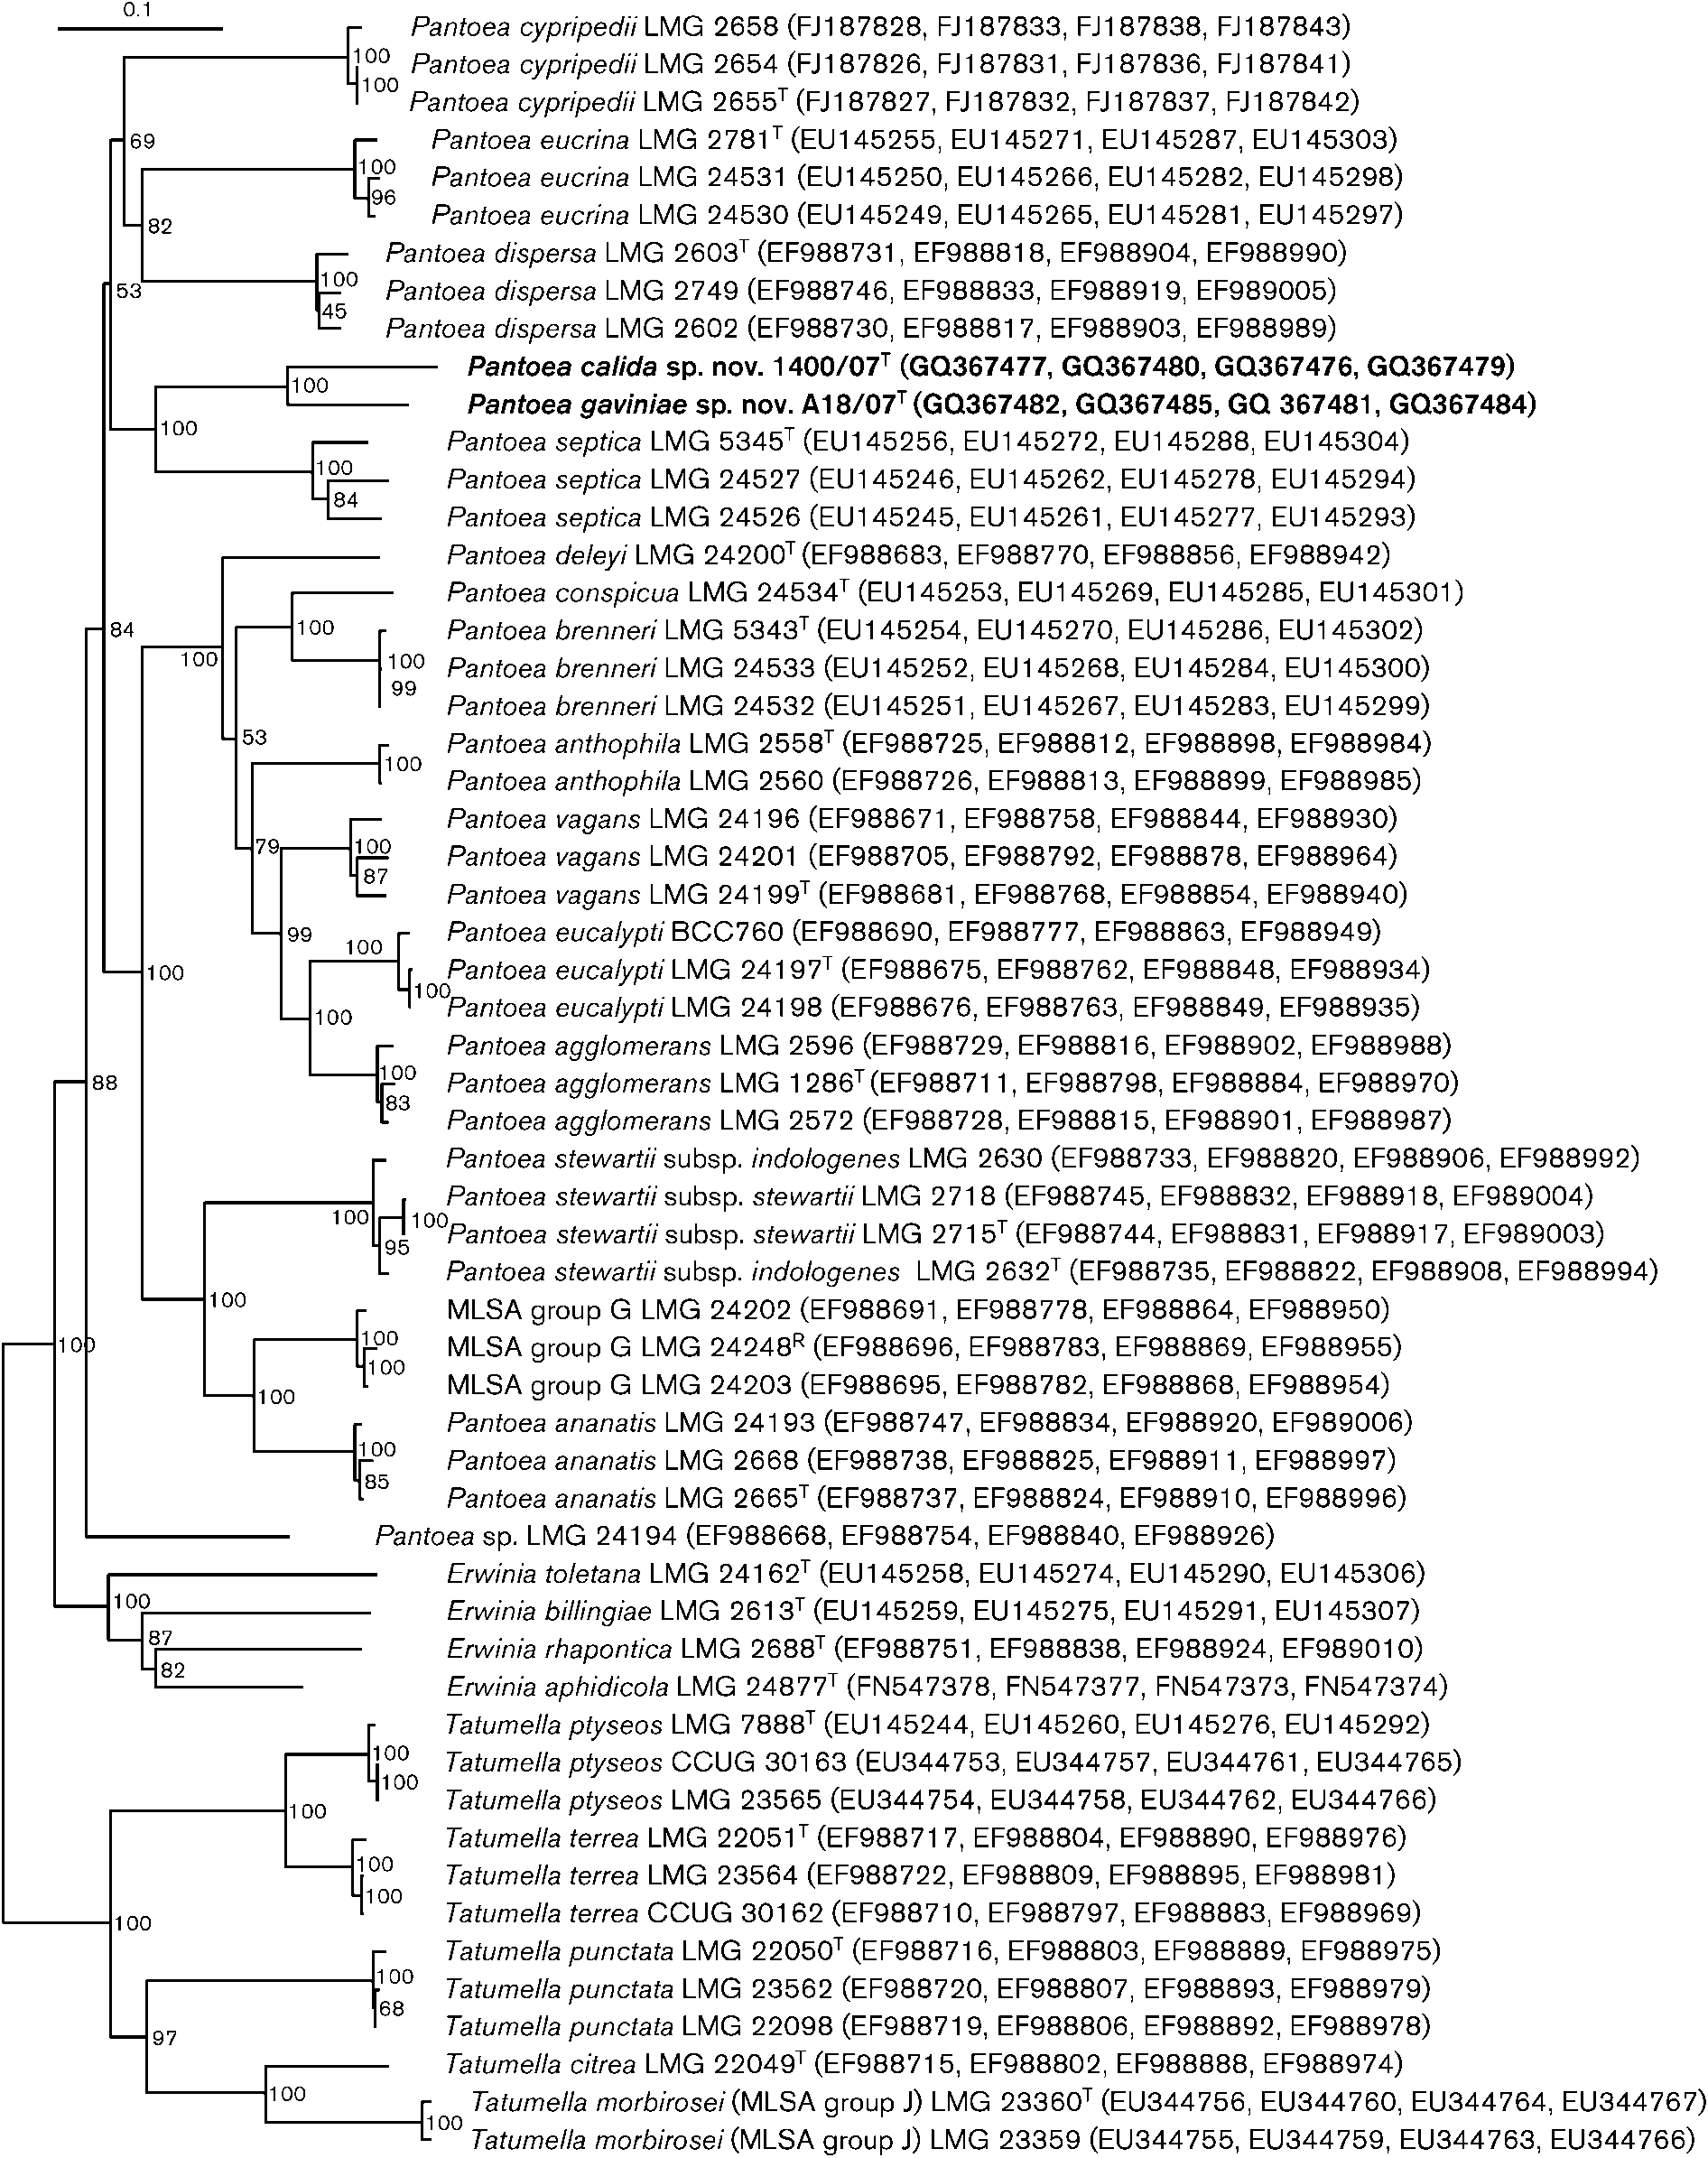 0.1
Pantoea cypripedii LMG 2658 (FJ187828, FJ187833, FJ187838, FJ187843)
100
Pantoea cypripedii LMG 2654 (FJ187826, FJ187831, FJ187836, FJ187841)
100
Pantoea cypripedii LMG 2655ᵀ (FJ187827, FJ187832, FJ187837, FJ187842)
69
Pantoea eucrina LMG 2781ᵀ (EU145255, EU145271, EU145287, EU145303)
100
Pantoea eucrina LMG 24531 (EU145250, EU145266, EU145282, EU145298)
96
Pantoea eucrina LMG 24530 (EU145249, EU145265, EU145281, EU145297)
82
Pantoea dispersa LMG 2603ᵀ (EF988731, EF988818, EF988904, EF988990)
100
53
Pantoea dispersa LMG 2749 (EF988746, EF988833, EF988919, EF989005)
45
Pantoea dispersa LMG 2602 (EF988730, EF988817, EF988903, EF988989)
Pantoea calida sp. nov. 1400/07ᵀ (GQ367477, GQ367480, GQ367476, GQ367479)
100
Pantoea gaviniae sp. nov. A18/07ᵀ (GQ367482, GQ367485, GQ 367481, GQ367484)
100
Pantoea septica LMG 5345ᵀ (EU145256, EU145272, EU145288, EU145304)
100
Pantoea septica LMG 24527 (EU145246, EU145262, EU145278, EU145294)
84
Pantoea septica LMG 24526 (EU145245, EU145261, EU145277, EU145293)
Pantoea deleyi LMG 24200ᵀ (EF988683, EF988770, EF988856, EF988942)
Pantoea conspicua LMG 24534ᵀ (EU145253, EU145269, EU145285, EU145301)
84
100
Pantoea brenneri LMG 5343ᵀ (EU145254, EU145270, EU145286, EU145302)
100
100
Pantoea brenneri LMG 24533 (EU145252, EU145268, EU145284, EU145300)
99
Pantoea brenneri LMG 24532 (EU145251, EU145267, EU145283, EU145299)
53
Pantoea anthophila LMG 2558ᵀ (EF988725, EF988812, EF988898, EF988984)
100
Pantoea anthophila LMG 2560 (EF988726, EF988813, EF988899, EF988985)
Pantoea vagans LMG 24196 (EF988671, EF988758, EF988844, EF988930)
79
100
Pantoea vagans LMG 24201 (EF988705, EF988792, EF988878, EF988964)
87
Pantoea vagans LMG 24199ᵀ (EF988681, EF988768, EF988854, EF988940)
99
Pantoea eucalypti BCC760 (EF988690, EF988777, EF988863, EF988949)
100
100
Pantoea eucalypti LMG 24197ᵀ (EF988675, EF988762, EF988848, EF988934)
100
Pantoea eucalypti LMG 24198 (EF988676, EF988763, EF988849, EF988935)
100
Pantoea agglomerans LMG 2596 (EF988729, EF988816, EF988902, EF988988)
100
88
Pantoea agglomerans LMG 1286ᵀ (EF988711, EF988798, EF988884, EF988970)
83
Pantoea agglomerans LMG 2572 (EF988728, EF988815, EF988901, EF988987)
Pantoea stewartii subsp. indologenes LMG 2630 (EF988733, EF988820, EF988906, EF988992)
Pantoea stewartii subsp. stewartii LMG 2718 (EF988745, EF988832, EF988918, EF989004)
100
100
Pantoea stewartii subsp. stewartii LMG 2715ᵀ (EF988744, EF988831, EF988917, EF989003)
95
Pantoea stewartii subsp. indologenes LMG 2632ᵀ (EF988735, EF988822, EF988908, EF988994)
100
MLSA group G LMG 24202 (EF988691, EF988778, EF988864, EF988950)
100
100
MLSA group G LMG 24248ᴿ (EF988696, EF988783, EF988869, EF988955)
100
MLSA group G LMG 24203 (EF988695, EF988782, EF988868, EF988954)
100
Pantoea ananatis LMG 24193 (EF988747, EF988834, EF988920, EF989006)
100
Pantoea ananatis LMG 2668 (EF988738, EF988825, EF988911, EF988997)
85
Pantoea ananatis LMG 2665ᵀ (EF988737, EF988824, EF988910, EF988996)
Pantoea sp. LMG 24194 (EF988668, EF988754, EF988840, EF988926)
Erwinia toletana LMG 24162ᵀ (EU145258, EU145274, EU145290, EU145306)
100
Erwinia billingiae LMG 2613ᵀ (EU145259, EU145275, EU145291, EU145307)
87
Erwinia rhapontica LMG 2688ᵀ (EF988751, EF988838, EF988924, EF989010)
82
Erwinia aphidicola LMG 24877ᵀ (FN547378, FN547377, FN547373, FN547374)
Tatumella ptyseos LMG 7888ᵀ (EU145244, EU145260, EU145276, EU145292)
100
Tatumella ptyseos CCUG 30163 (EU344753, EU344757, EU344761, EU344765)
100
Tatumella ptyseos LMG 23565 (EU344754, EU344758, EU344762, EU344766)
100
Tatumella terrea LMG 22051ᵀ (EF988717, EF988804, EF988890, EF988976)
100
Tatumella terrea LMG 23564 (EF988722, EF988809, EF988895, EF988981)
100
Tatumella terrea CCUG 30162 (EF988710, EF988797, EF988883, EF988969)
100
Tatumella punctata LMG 22050ᵀ (EF988716, EF988803, EF988889, EF988975)
100
Tatumella punctata LMG 23562 (EF988720, EF988807, EF988893, EF988979)
68
Tatumella punctata LMG 22098 (EF988719, EF988806, EF988892, EF988978)
97
Tatumella citrea LMG 22049ᵀ (EF988715, EF988802, EF988888, EF988974)
100
Tatumella morbirosei (MLSA group J) LMG 23360ᵀ (EU344756, EU344760, EU344764, EU344767)
100
Tatumella morbirosei (MLSA group J) LMG 23359 (EU344755, EU344759, EU344763, EU344766)